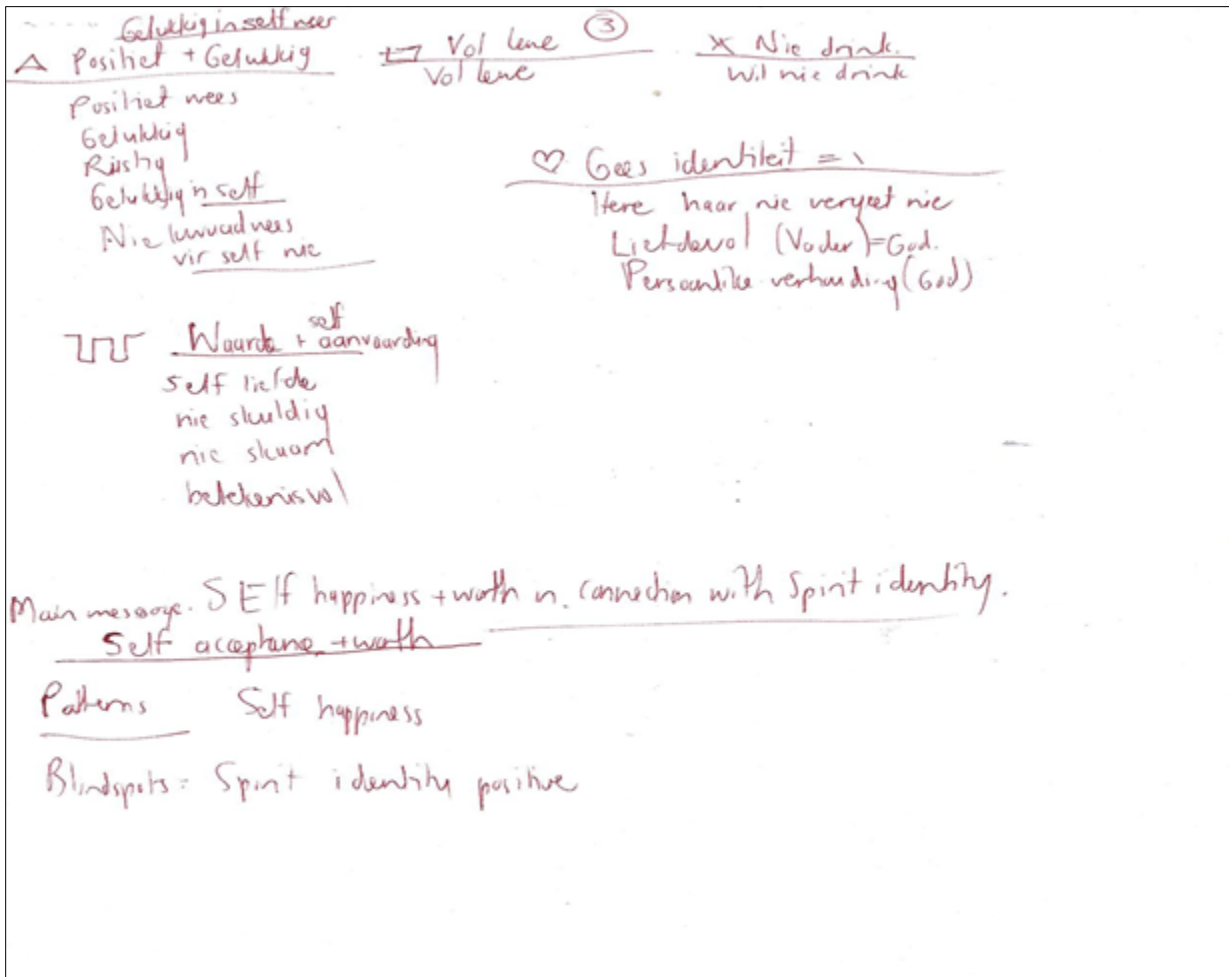 Gelukkig in self neer
Positief + Gelukkig
Positief wees
Gelukkig
Rustig
Gelukkig in self
Nie kwaad wees
vir self nie
3
Vol lewe
Vol lewe
X Nie drink.
Wil nie drink
♡ Gees identiteit =
Here haar nie vergeet nie
Liefdevol (Vader) = God.
Persoonlike verhouding (God)
self
Waarde + aanvaarding
self liefde
nie skuldig
nie skaam
betekenisvol
Main message. SElf happiness + worth in. connection with Spirit identity.
Self acceptance + worth
Patterns Self happiness
Blindspots = Spirit identity positive